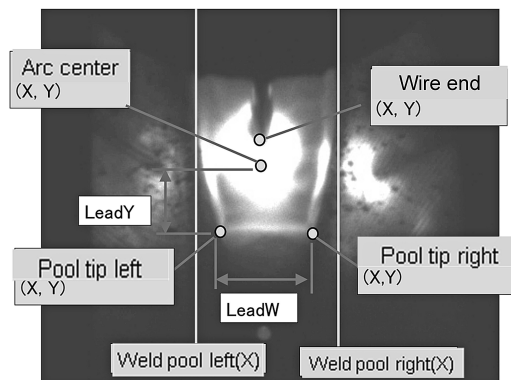 Arc center
(X, Y)
Wire end
(X, Y)
LeadY
Pool tip left
(X, Y)
Pool tip right
(X,Y)
LeadW
Weld pool left(X)
Weld pool right(X)